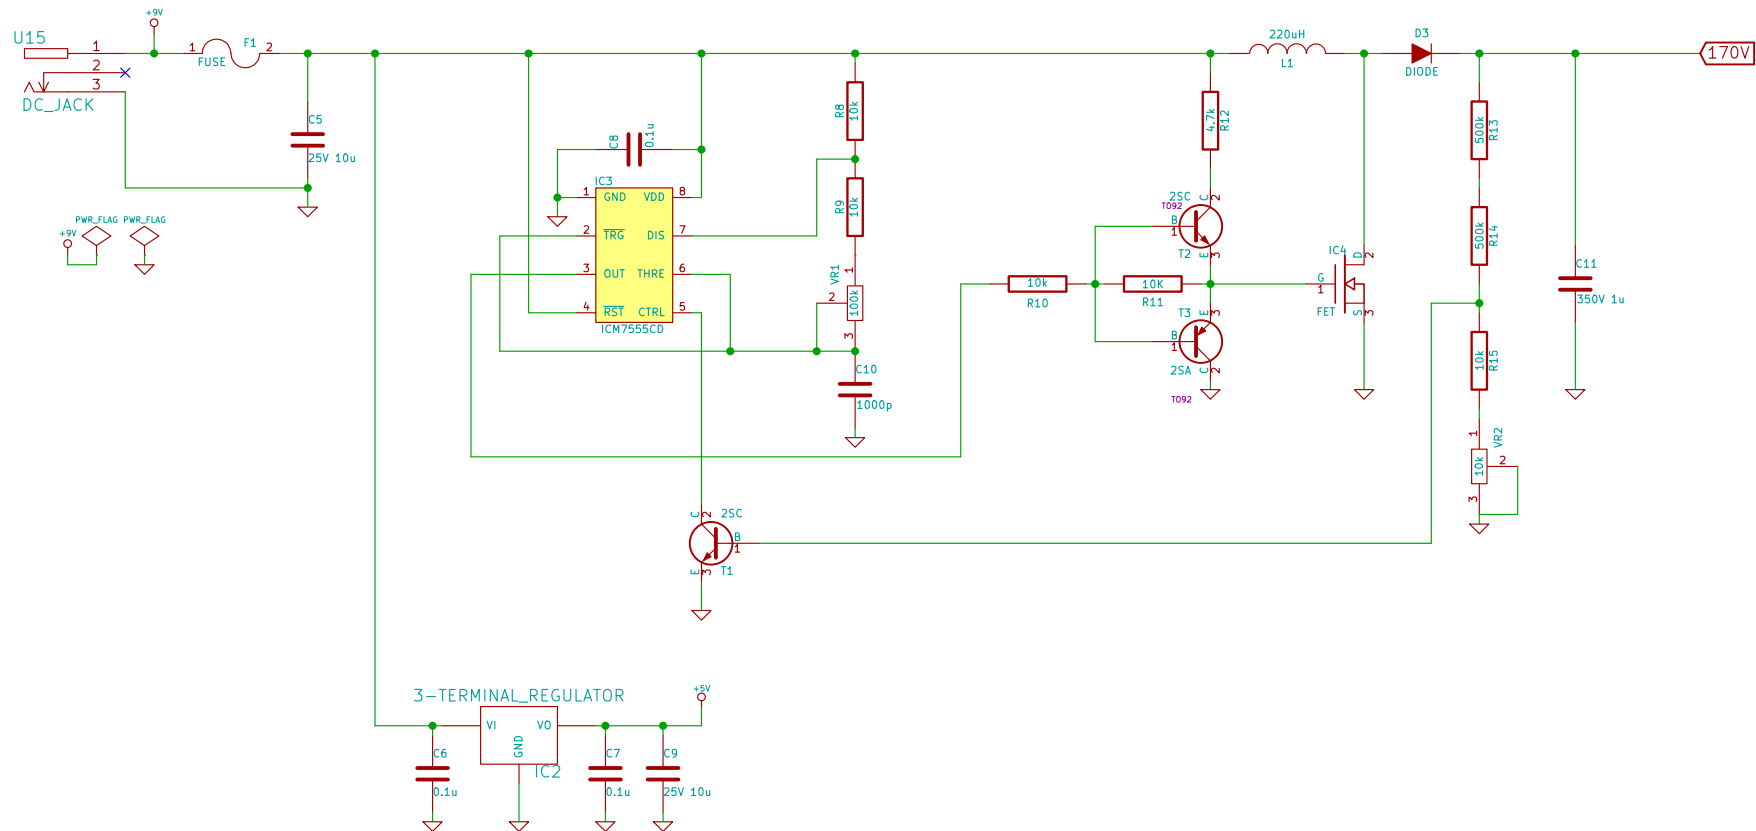 +9V
U15
1
2
3
DC_JACK
1
F1
2
FUSE
C5
25V 10u
PWR_FLAG
PWR_FLAG
+9V
C8
0.1u
IC3
1
GND
VDD
8
2
TRG
DIS
7
3
OUT
THRE
6
4
RST
CTRL
5
ICM7555CD
R8
10k
R9
10k
VR1
1
2
100k
3
C10
1000p
10k
R10
10K
R11
4.7k
R12
2SC
TO92
C
2
B
1
T2
E
3
T3
E
3
B
1
2SA
C
2
TO92
220uH
L1
D3
DIODE
170V
IC4
D
2
G
1
FET
S
3
500k
R13
500k
R14
10k
R15
C11
350V 1u
1
VR2
10k
2
3
C
2
2SC
B
1
E
3
T1
3-TERMINAL_REGULATOR
+5V
VI
VO
GND
IC2
C6
0.1u
C7
0.1u
C9
25V 10u